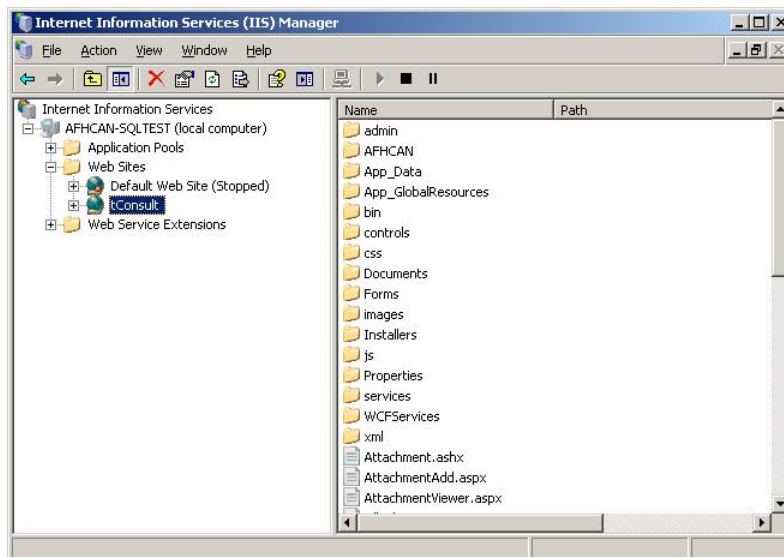 Internet Information Services (IIS) Manager
File Action View Window Help
Internet Information Services
AFHCAN-SQLTEST (local computer)
Application Pools
Web Sites
Default Web Site (Stopped)
tConsult
Web Service Extensions
Name Path
admin
AFHCAN
App_Data
App_GlobalResources
bin
controls
css
Documents
Forms
images
Installers
js
Properties
services
WCFServices
xml
Attachment.ashx
AttachmentAdd.aspx
AttachmentViewer.aspx